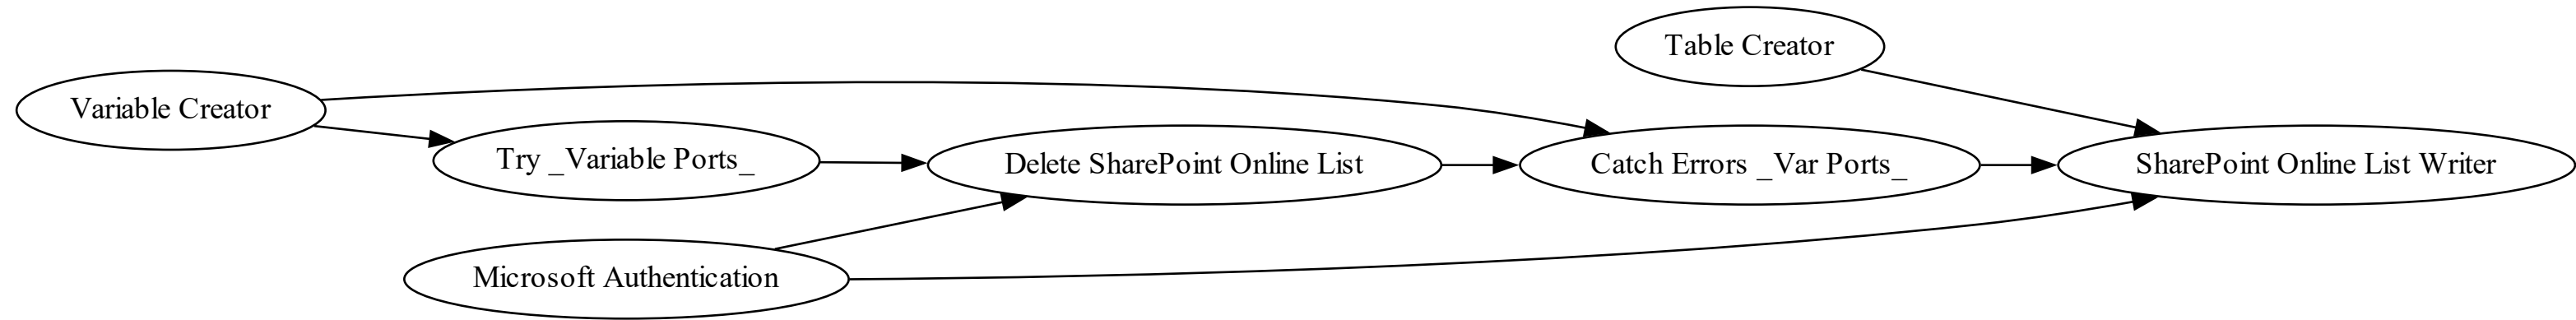 Table Creator
Variable Creator
Try _Variable Ports_
Delete SharePoint Online List
Catch Errors _Var Ports_
SharePoint Online List Writer
Microsoft Authentication